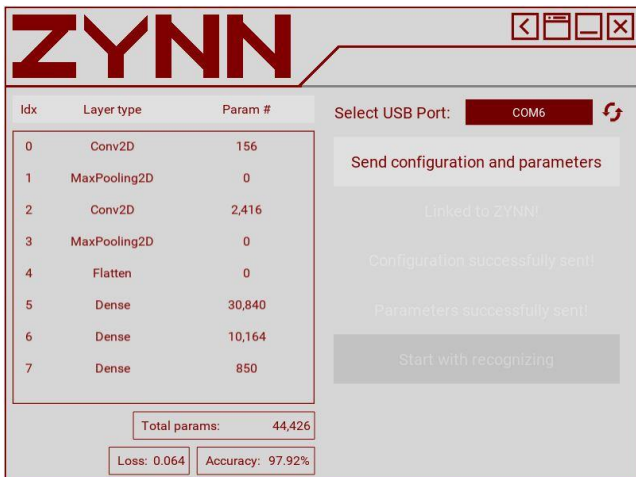 ZYNN
Idx Layer type Param #
0 Conv2D 156
1 MaxPooling2D 0
2 Conv2D 2,416
3 MaxPooling2D 0
4 Flatten 0
5 Dense 30,840
6 Dense 10,164
7 Dense 850
Total params: 44,426
Loss: 0.064 Accuracy: 97.92%
Select USB Port: COM6
Send configuration and parameters
Linked to ZYNN!
Configuration successfully sent!
Parameters successfully sent!
Start with recognizing